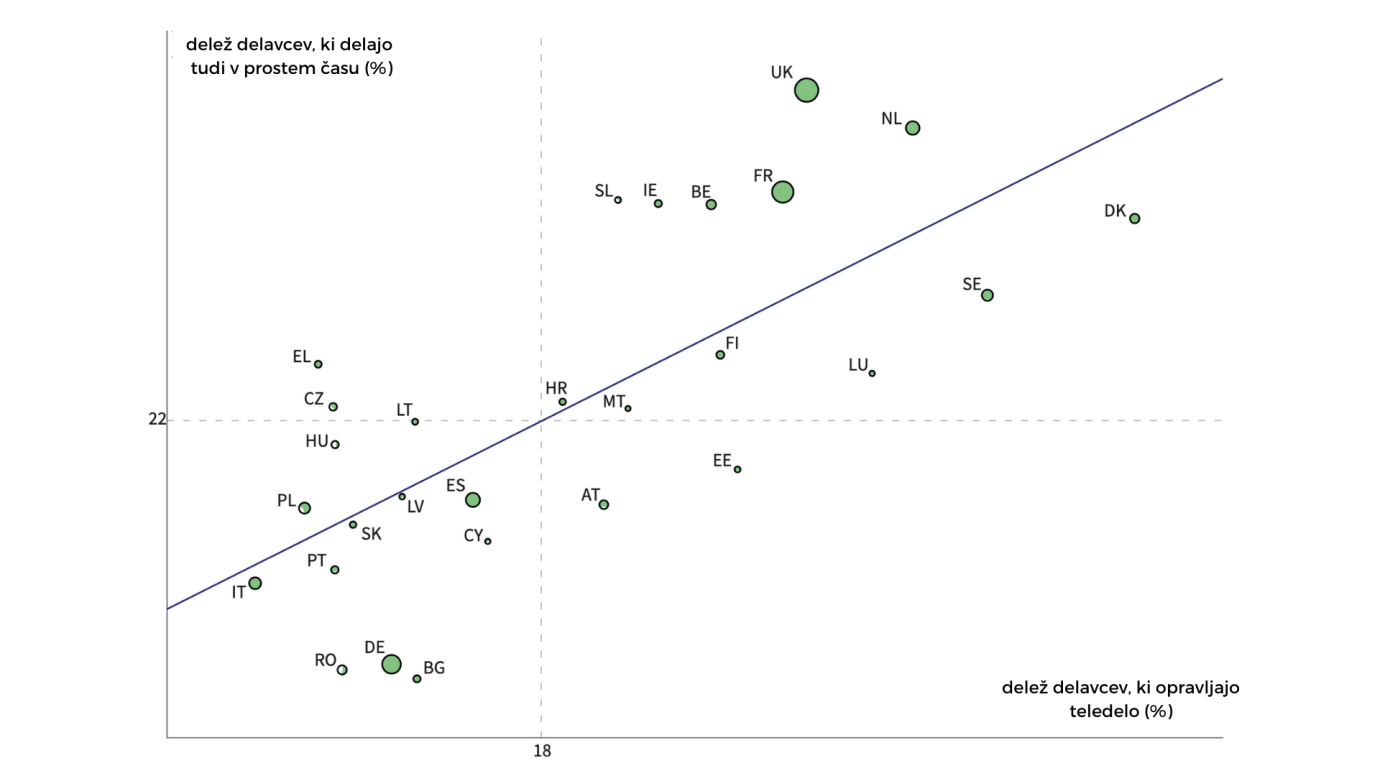 delež delavcev, ki delajo
tudi v prostem času (%)
UK
NL
FR
SL
IE
BE
DK
SE
FI
EL
LU
HR
CZ
MT
LT
22
HU
EE
ES
AT
PL
LV
SK
CY
PT
IT
DE
RO
BG
delež delavcev, ki opravljajo
teledelo (%)
18